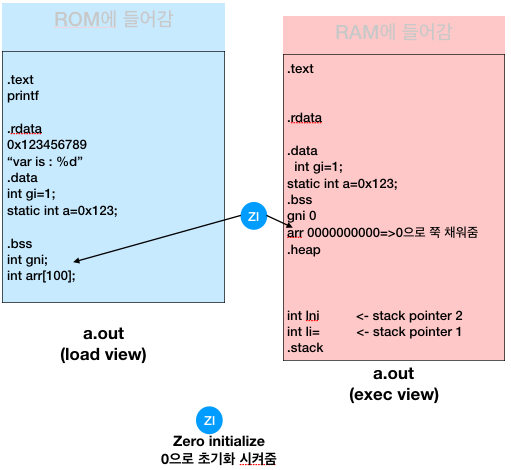 ROM에 들어감
.text
printf
.rdata
0x123456789
“var is : %d”
.data
int gi=1;
static int a=0x123;
.bss
int gni;
int arr[100];
a.out
(load view)
ZI
RAM에 들어감
.text
.rdata
.data
int gi=1;
static int a=0x123;
.bss
gni 0
arr 0000000000=>0으로 쭉 채워줌
.heap
int lni <- stack pointer 2
int li= <- stack pointer 1
.stack
a.out
(exec view)
ZI
Zero initialize
0으로 초기화 시켜줌